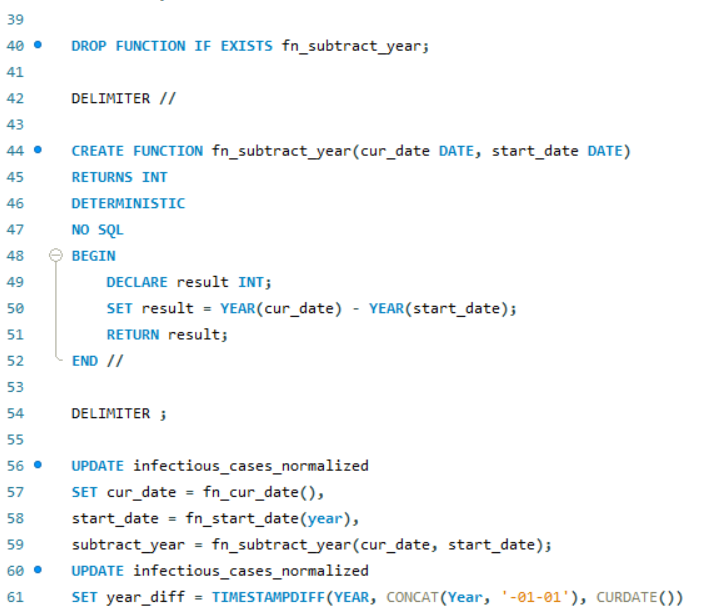 39
40 DROP FUNCTION IF EXISTS fn_subtract_year;
41
42 DELIMITER //
43
44 CREATE FUNCTION fn_subtract_year(cur_date DATE, start_date DATE)
45 RETURNS INT
46 DETERMINISTIC
47 NO SQL
48 BEGIN
49 DECLARE result INT;
50 SET result = YEAR(cur_date) - YEAR(start_date);
51 RETURN result;
52 END //
53
54 DELIMITER ;
55
56 UPDATE infectious_cases_normalized
57 SET cur_date = fn_cur_date(),
58 start_date = fn_start_date(year),
59 subtract_year = fn_subtract_year(cur_date, start_date);
60 UPDATE infectious_cases_normalized
61 SET year_diff = TIMESTAMPDIFF(YEAR, CONCAT(Year, '-01-01'), CURDATE())